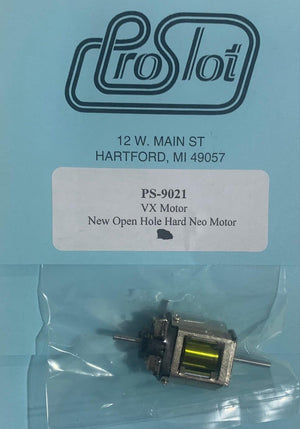 ProSlot
12 W. MAIN ST
HARTFORD, MI 49057
PS-9021
VX Motor
New Open Hole Hard Neo Motor